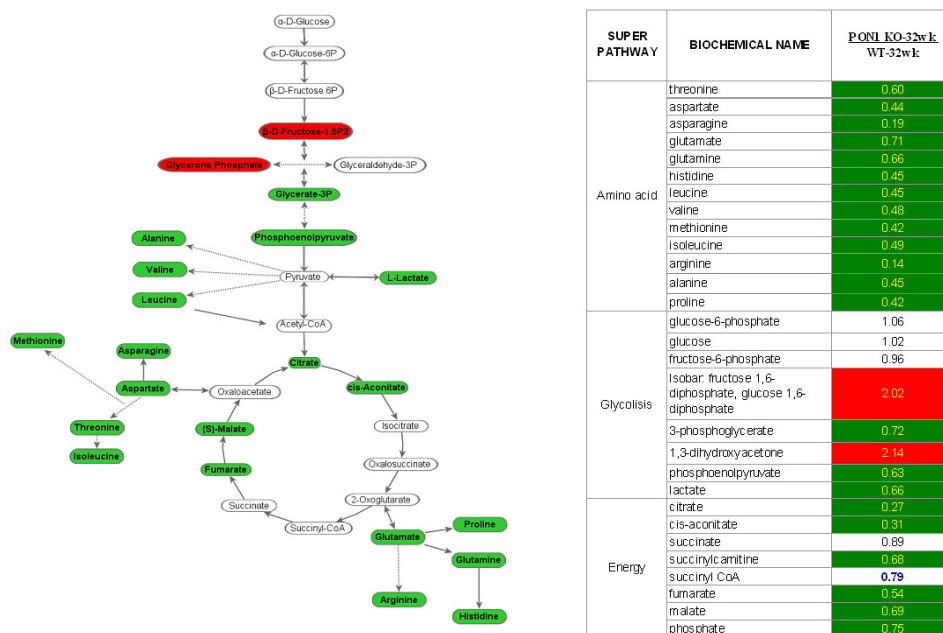 α-D-Glucose
α-D-Glucose-6P
β-D-Fructose 6P
β-D-Fructose-1,6P2
Glycerone Phosphate
Glyceraldehyde-3P
Glycerate-3P
Phosphoenolpyruvate
Alanine
Valine
Pyruvate
L-Lactate
Leucine
Acetyl-CoA
Methionine
Asparagine
Citrate
Aspartate
Oxaloacetate
cis-Aconitate
Threonine
(S)-Malate
Isocitrate
Isoleucine
Fumarate
Oxalosuccinate
Succinate
2-Oxoglutarate
Succinyl-CoA
Glutamate
Proline
Glutamine
Arginine
Histidine
SUPER PATHWAY BIOCHEMICAL NAME PON1 KO-32wk
WT-32wk
Amino acid
threonine 0.60
aspartate 0.44
asparagine 0.19
glutamate 0.71
glutamine 0.66
histidine 0.45
leucine 0.45
valine 0.48
methionine 0.42
isoleucine 0.49
arginine 0.14
alanine 0.45
proline 0.42
Glycolisis
glucose-6-phosphate 1.06
glucose 1.02
fructose-6-phosphate 0.96
Isobar: fructose 1,6-
diphosphate, glucose 1,6-
diphosphate 2.02
3-phosphoglycerate 0.72
1,3-dihydroxyacetone 2.14
phosphoenolpyruvate 0.63
lactate 0.66
Energy
citrate 0.27
cis-aconitate 0.31
succinate 0.89
succinylcarnitine 0.68
succinyl CoA 0.79
fumarate 0.54
malate 0.69
phosphate 0.75